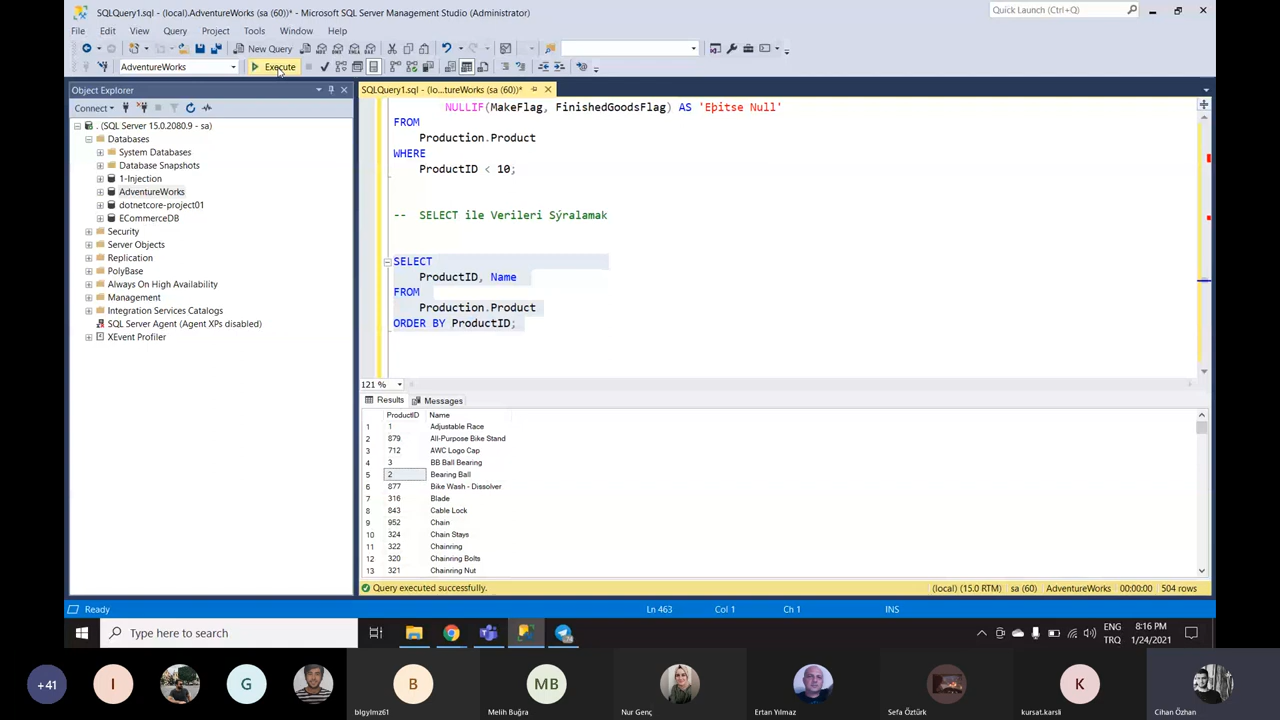 SQLQuery1.sql - (local).AdventureWorks (sa (60))* - Microsoft SQL Server Management Studio (Administrator)
Quick Launch (Ctrl+Q)
File Edit View Query Project Tools Window Help
New Query
AdventureWorks
Execute
Object Explorer
SQLQuery1.sql - (lo...tureWorks (sa (60))*
Connect
. (SQL Server 15.0.2080.9 - sa)
Databases
System Databases
Database Snapshots
1-Injection
AdventureWorks
dotnetcore-project01
ECommerceDB
Security
Server Objects
Replication
PolyBase
Always On High Availability
Management
Integration Services Catalogs
SQL Server Agent (Agent XPs disabled)
XEvent Profiler
NULLIF(MakeFlag, FinishedGoodsFlag) AS 'Eþitse Null'
FROM
Production.Product
WHERE
ProductID < 10;
-- SELECT ile Verileri Sýralamak
SELECT
ProductID, Name
FROM
Production.Product
ORDER BY ProductID;
121 %
Results Messages
ProductID Name
1 1 Adjustable Race
2 879 All-Purpose Bike Stand
3 712 AWC Logo Cap
4 3 BB Ball Bearing
5 2 Bearing Ball
6 877 Bike Wash - Dissolver
7 316 Blade
8 843 Cable Lock
9 952 Chain
10 324 Chain Stays
11 322 Chainring
12 320 Chainring Bolts
13 321 Chainring Nut
Query executed successfully.
(local) (15.0 RTM) sa (60) AdventureWorks 00:00:00 504 rows
Ready
Ln 463 Col 1 Ch 1 INS
Type here to search
ENG
TRQ
8:16 PM
1/24/2021
+41
I
G
B
blgylmz61
MB
Melih Buğra
Nur Genç
Ertan Yılmaz
Sefa Öztürk
K
kursat.karsli
Cihan Özhan